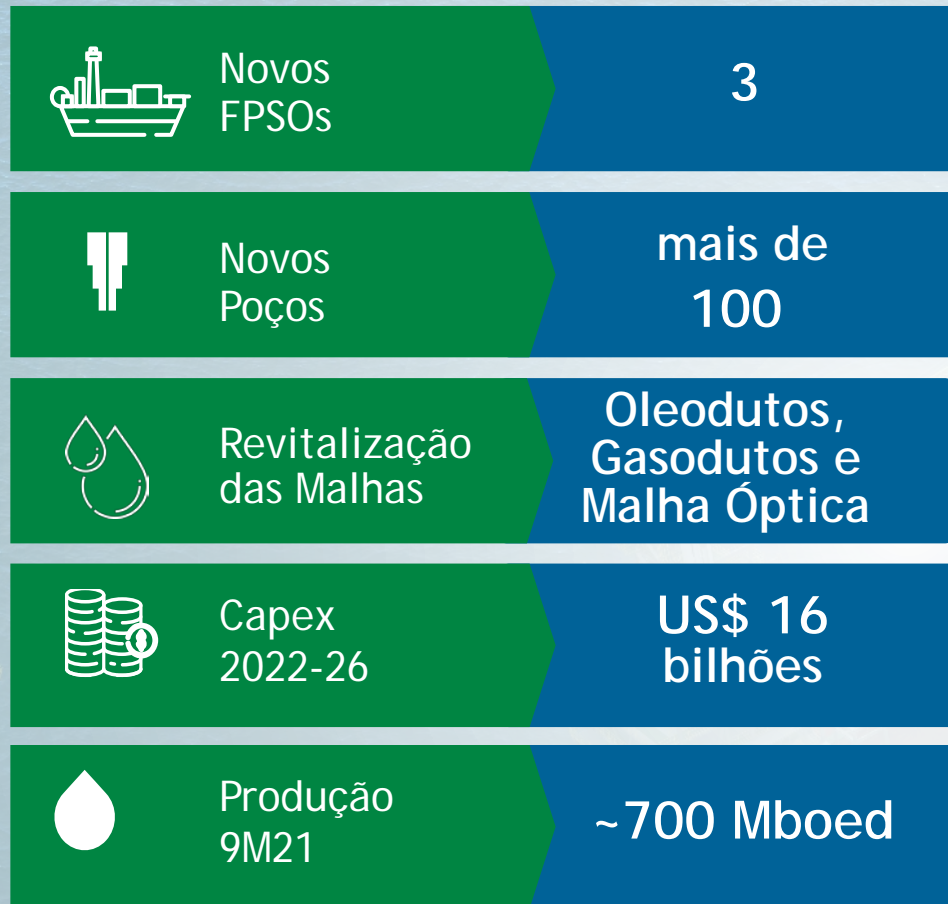 Novos
FPSOs
3
Novos
Poços
mais de
100
Revitalização
das Malhas
Oleodutos,
Gasodutos e
Malha Óptica
Capex
2022-26
US$ 16
bilhões
Produção
9M21
~700 Mboed